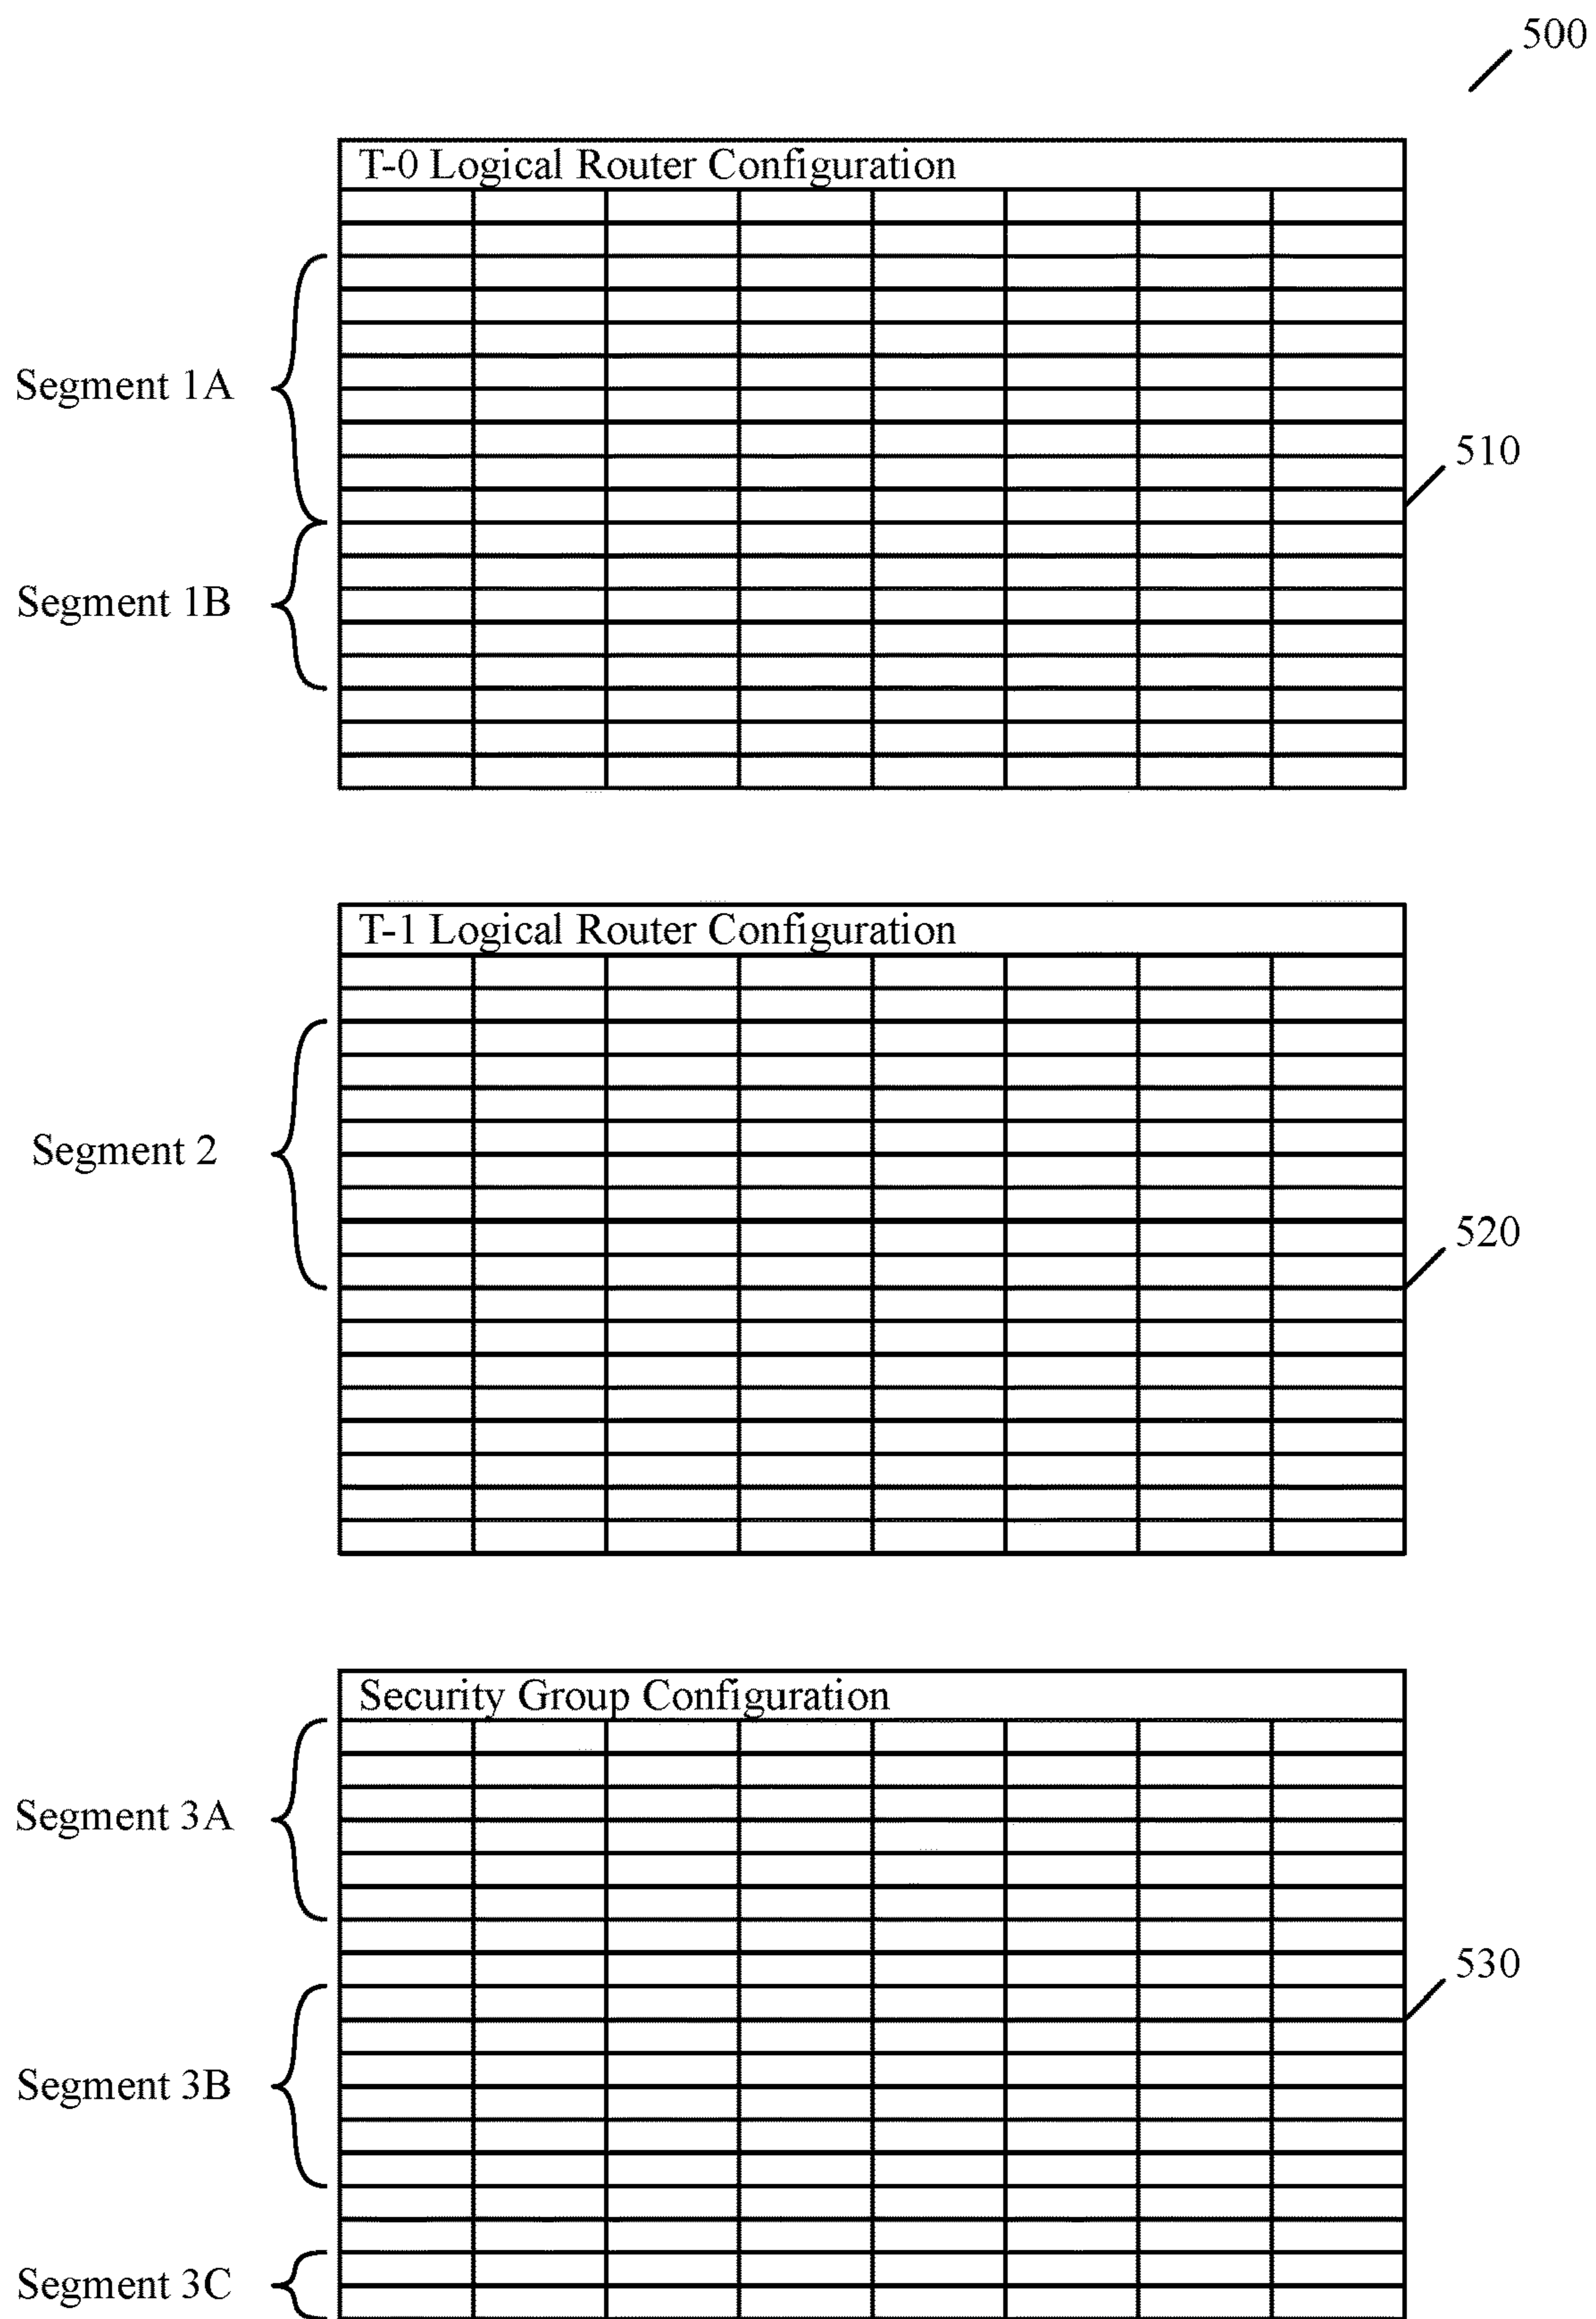 500
T-0 Logical Router Configuration
Segment 1A
510
Segment 1B
T-1 Logical Router Configuration
Segment 2
520
Security Group Configuration
Segment 3A
530
Segment 3B
Segment 3C